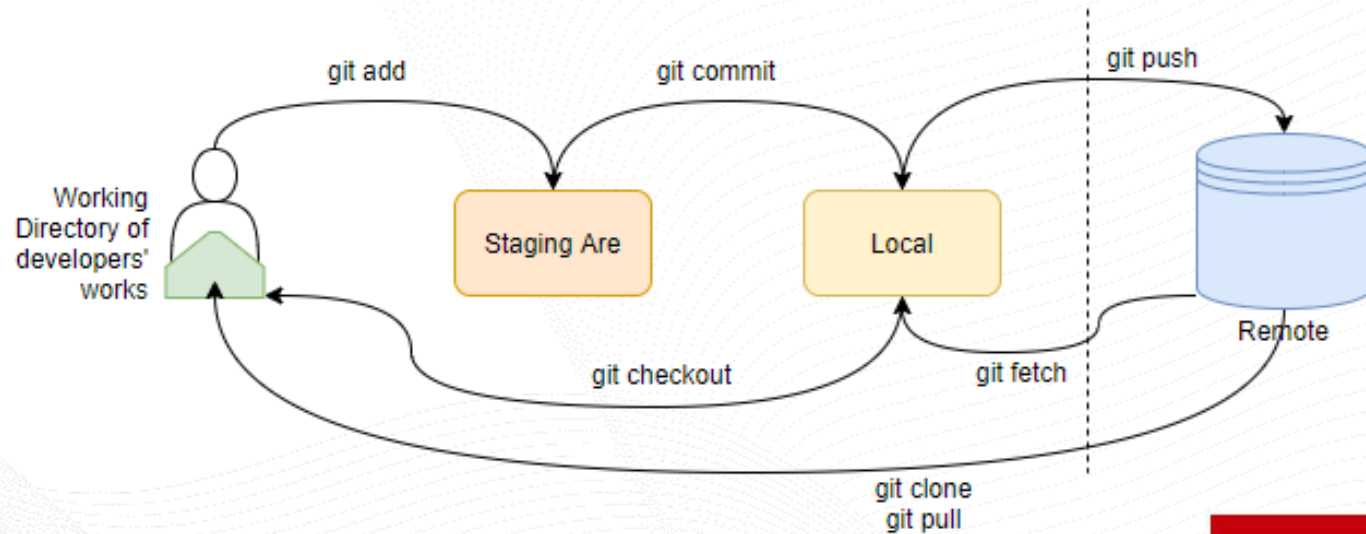 git add
git commit
git push
Working
Directory of
developers'
works
Staging Are
Local
Remote
git checkout
git fetch
git clone
git pull